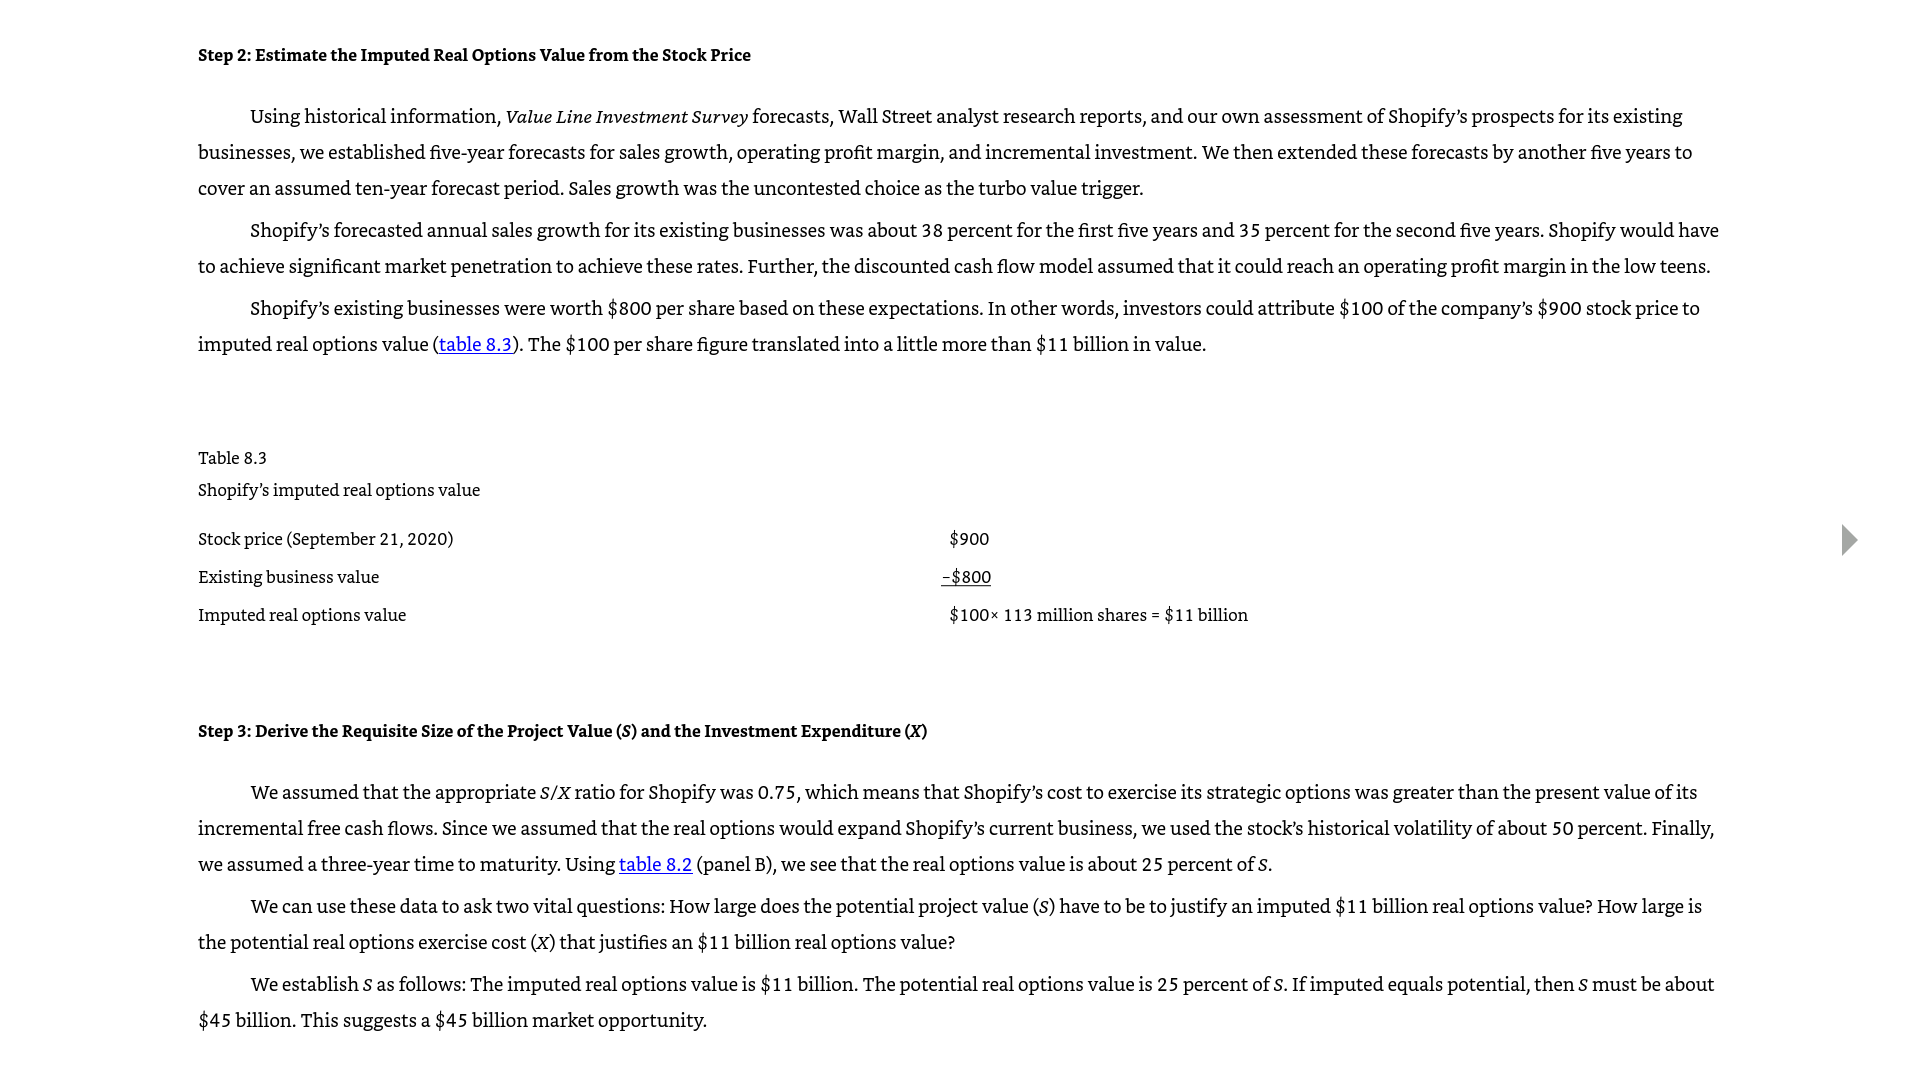 Step 2: Estimate the Imputed Real Options Value from the Stock Price
Using historical information, Value Line Investment Survey forecasts, Wall Street analyst research reports, and our own assessment of Shopify’s prospects for its existing
businesses, we established five-year forecasts for sales growth, operating profit margin, and incremental investment. We then extended these forecasts by another five years to
cover an assumed ten-year forecast period. Sales growth was the uncontested choice as the turbo value trigger.
Shopify’s forecasted annual sales growth for its existing businesses was about 38 percent for the first five years and 35 percent for the second five years. Shopify would have
to achieve significant market penetration to achieve these rates. Further, the discounted cash flow model assumed that it could reach an operating profit margin in the low teens.
Shopify’s existing businesses were worth $800 per share based on these expectations. In other words, investors could attribute $100 of the company’s $900 stock price to
imputed real options value (table 8.3). The $100 per share figure translated into a little more than $11 billion in value.
Table 8.3
Shopify’s imputed real options value
Stock price (September 21, 2020) $900
Existing business value –$800
Imputed real options value $100× 113 million shares = $11 billion
Step 3: Derive the Requisite Size of the Project Value (S) and the Investment Expenditure (X)
We assumed that the appropriate S/X ratio for Shopify was 0.75, which means that Shopify’s cost to exercise its strategic options was greater than the present value of its
incremental free cash flows. Since we assumed that the real options would expand Shopify’s current business, we used the stock’s historical volatility of about 50 percent. Finally,
we assumed a three-year time to maturity. Using table 8.2 (panel B), we see that the real options value is about 25 percent of S.
We can use these data to ask two vital questions: How large does the potential project value (S) have to be to justify an imputed $11 billion real options value? How large is
the potential real options exercise cost (X) that justifies an $11 billion real options value?
We establish S as follows: The imputed real options value is $11 billion. The potential real options value is 25 percent of S. If imputed equals potential, then S must be about
$45 billion. This suggests a $45 billion market opportunity.